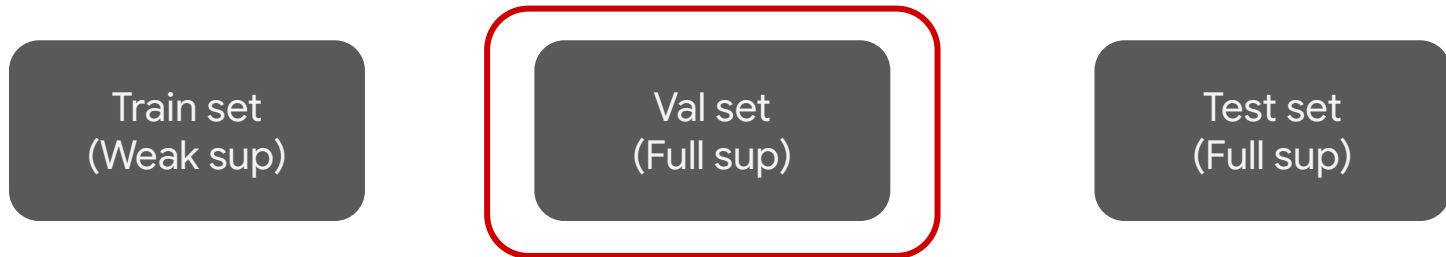 Train set
(Weak sup)
Val set
(Full sup)
Test set
(Full sup)